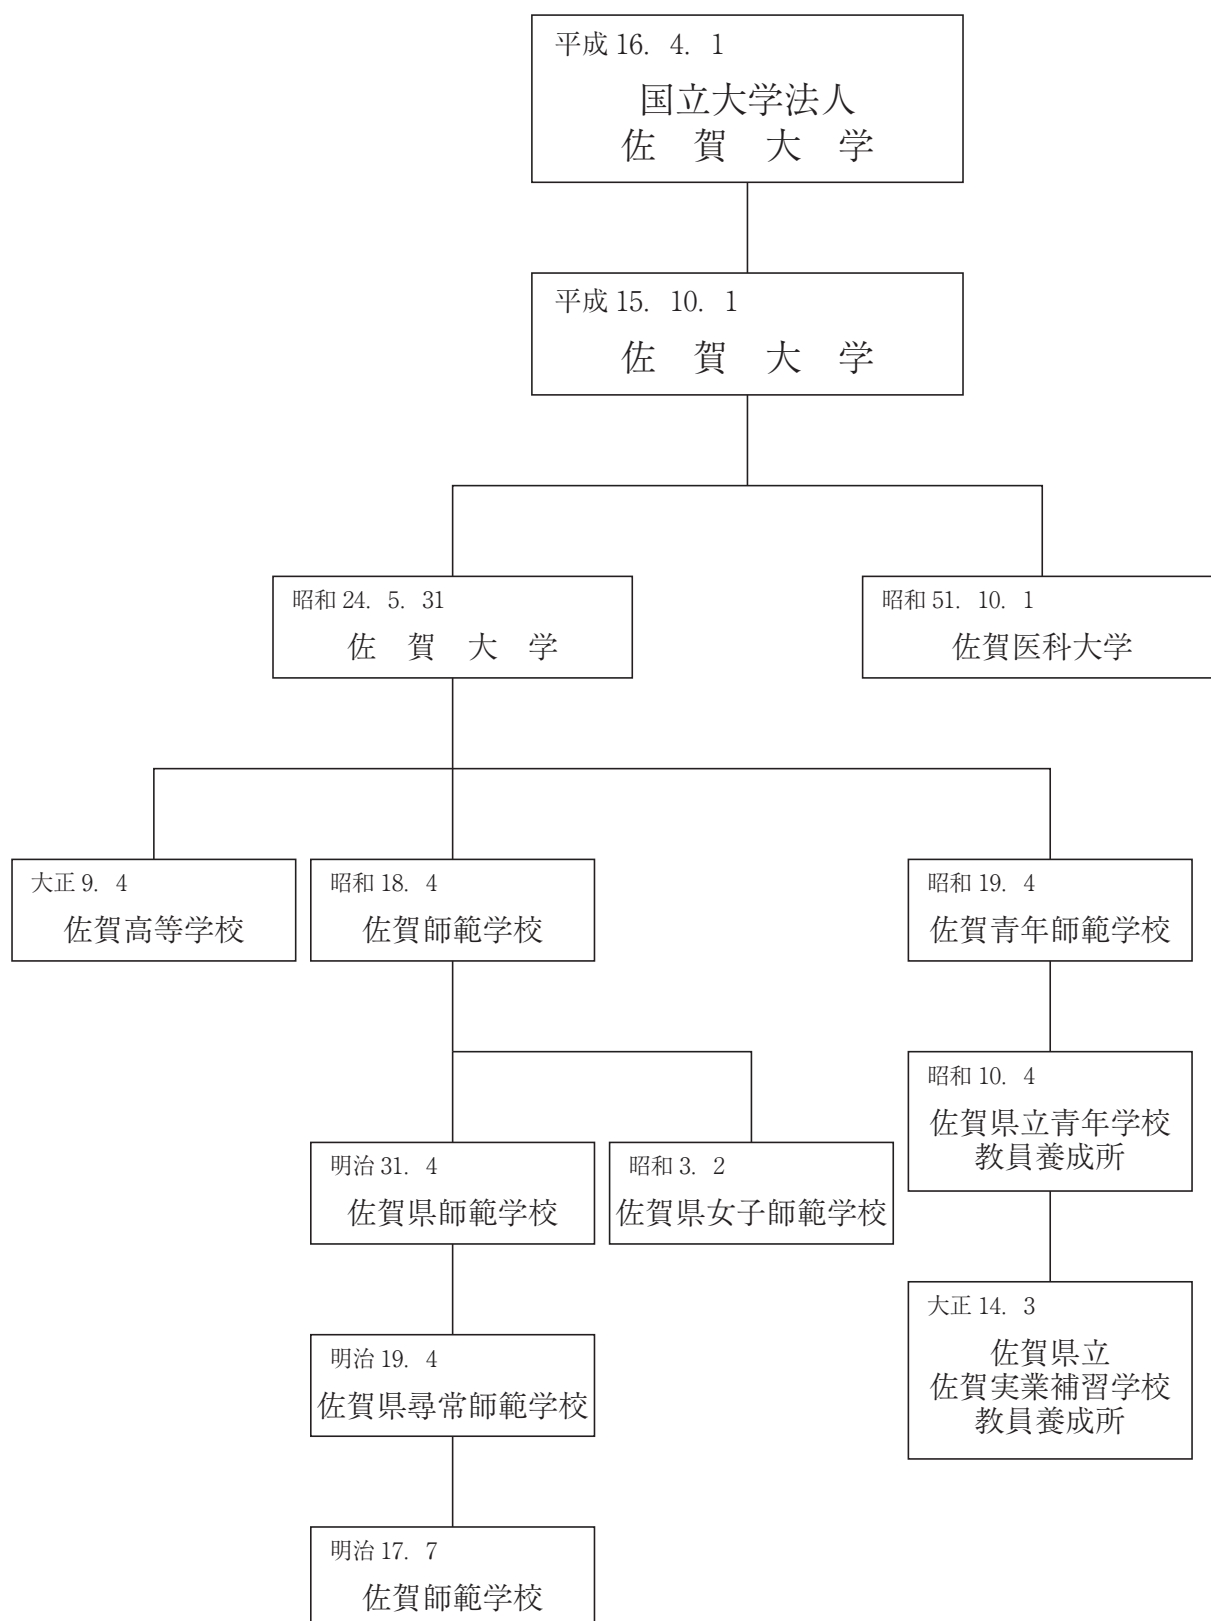 平成 16. 4. 1
国立大学法人
佐 賀 大 学
平成 15. 10. 1
佐 賀 大 学
昭和 24. 5. 31
佐 賀 大 学
昭和 51. 10. 1
佐賀医科大学
大正 9. 4
佐賀高等学校
昭和 18. 4
佐賀師範学校
昭和 19. 4
佐賀青年師範学校
昭和 10. 4
佐賀県立青年学校
教員養成所
明治 31. 4
佐賀県師範学校
昭和 3. 2
佐賀県女子師範学校
大正 14. 3
佐賀県立
佐賀実業補習学校
教員養成所
明治 19. 4
佐賀県尋常師範学校
明治 17. 7
佐賀師範学校